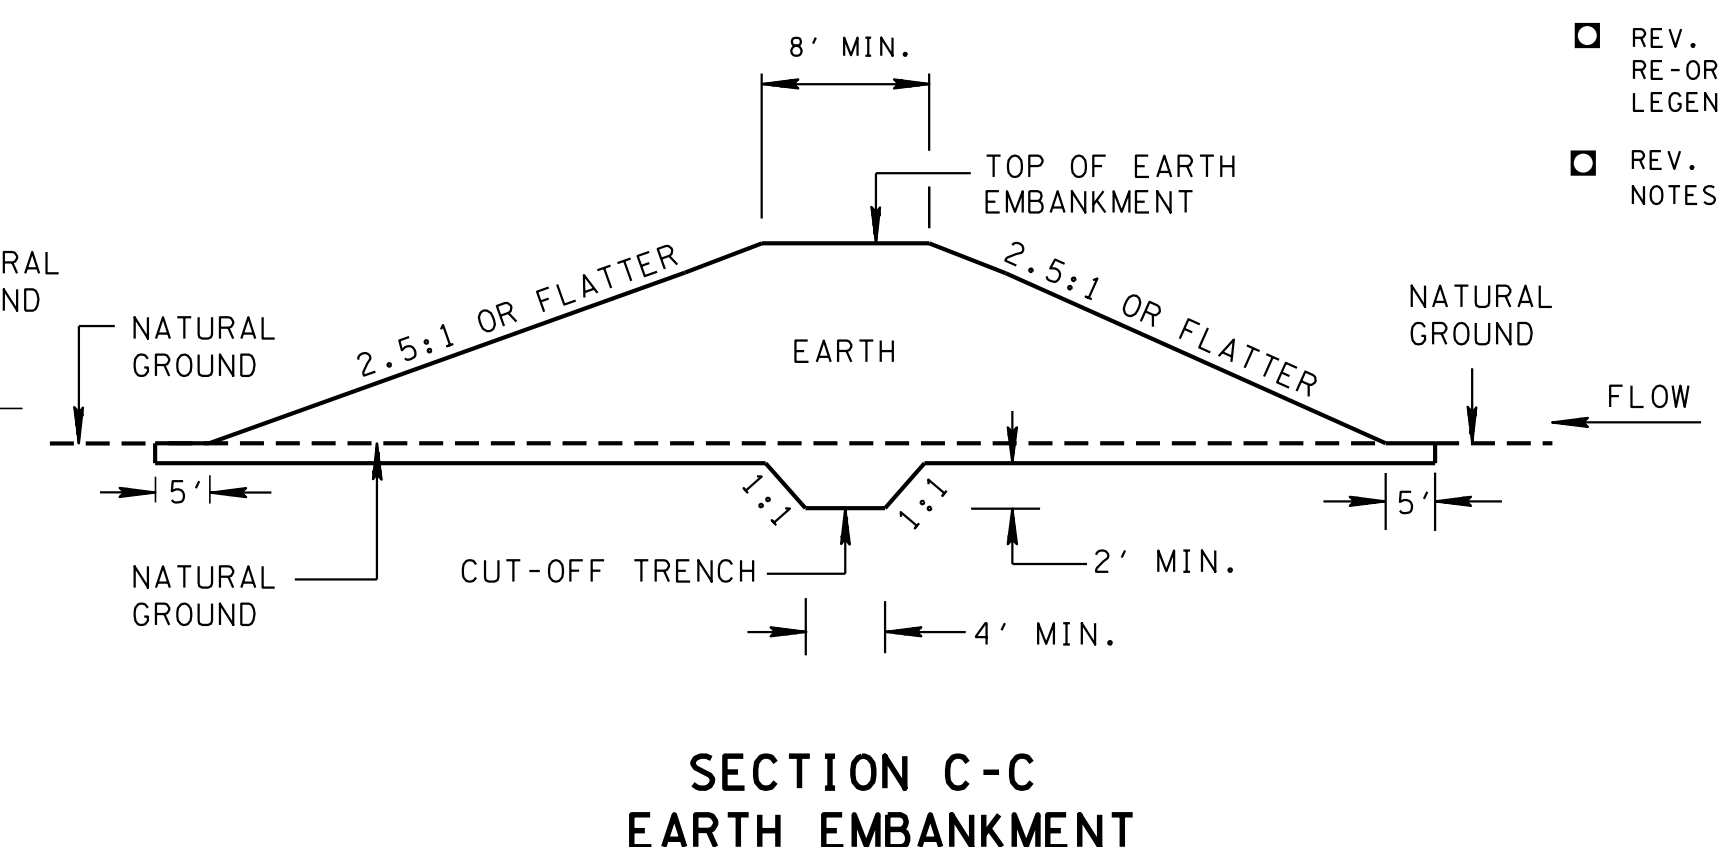 8' MIN.
REV.
RE-OR
LEGEN
TOP OF EARTH
EMBANKMENT
REV.
NOTES
RAL
ND
2.5:1 OR FLATTER
2.5:1 OR FLATTER
NATURAL
GROUND
NATURAL
GROUND
EARTH
FLOW
5'
1:1
1:1
5'
NATURAL
GROUND
CUT-OFF TRENCH
2' MIN.
4' MIN.
SECTION C-C
EARTH EMBANKMENT